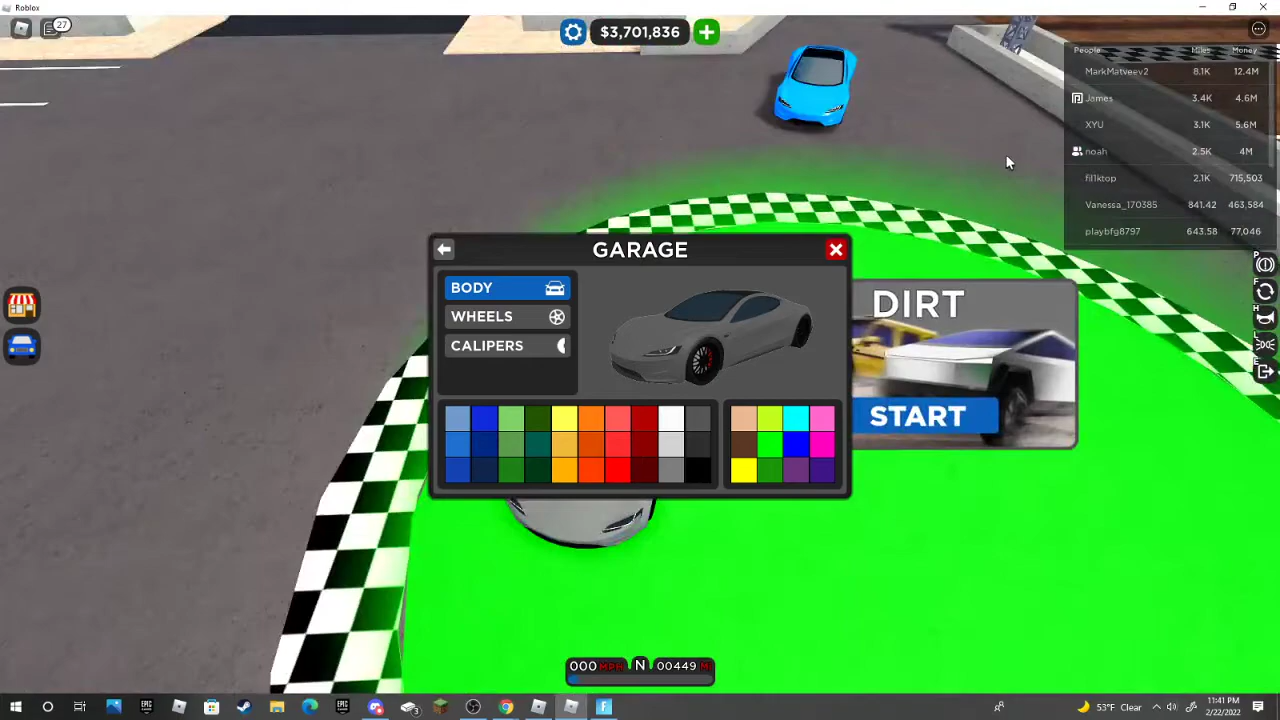 Roblox
27
$3,701,836
People Miles Money
MarkMatveev2 8.1K 12.4M
James 3.4K 4.6M
XYU 3.1K 5.6M
noah 2.5K 4M
fil1ktop 2.1K 715,503
Vanessa_170385 841.42 463,584
playbfg8797 643.58 77,046
GARAGE
BODY
WHEELS
CALIPERS
DIRT
START
P
F
H
L
E
000 MPH N 00449 MI
53°F Clear
11:41 PM
2/22/2022